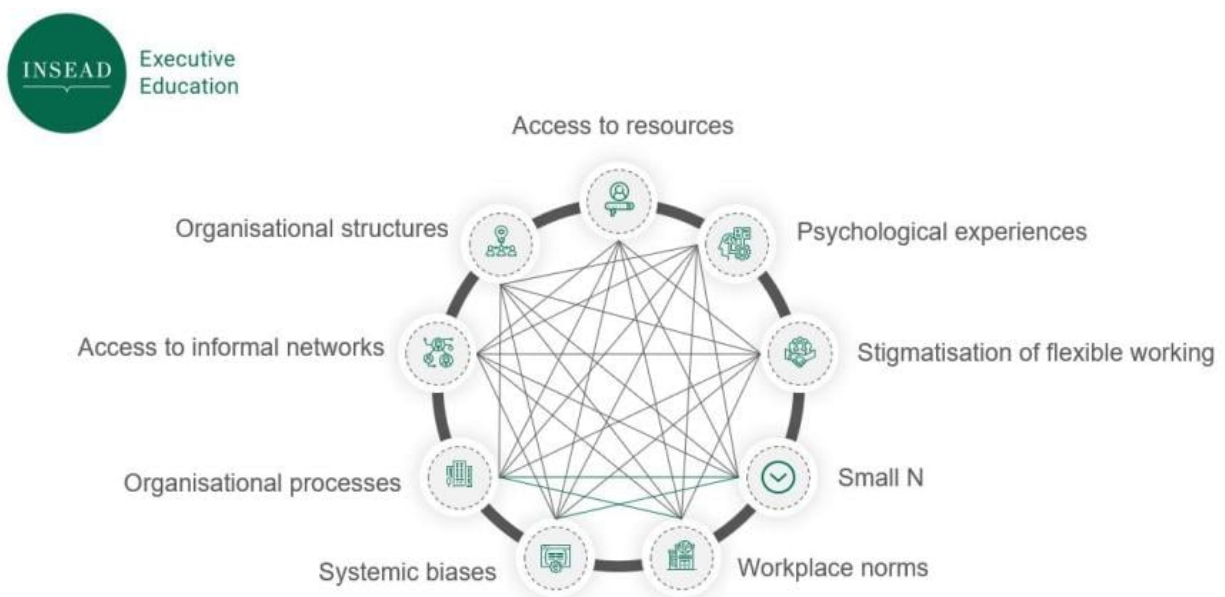 INSEAD
Executive
Education
Access to resources
Organisational structures
Psychological experiences
Access to informal networks
Stigmatisation of flexible working
Organisational processes
Small N
Systemic biases
Workplace norms